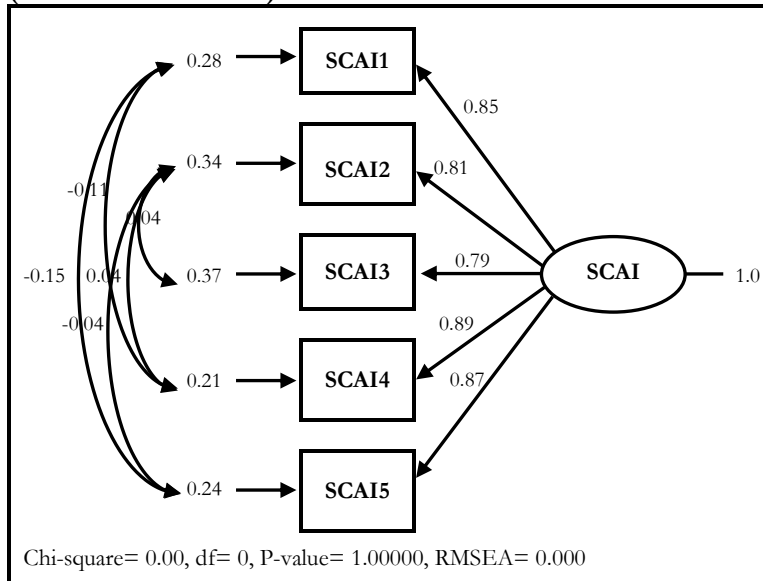 0.28 SCAI1
0.85
0.34 SCAI2
0.81
-0.11
0.04
0.37 SCAI3
0.79
SCAI
1.0
-0.15
0.04
-0.04
0.89
0.21 SCAI4
0.87
0.24 SCAI5
Chi-square= 0.00, df= 0, P-value= 1.00000, RMSEA= 0.000